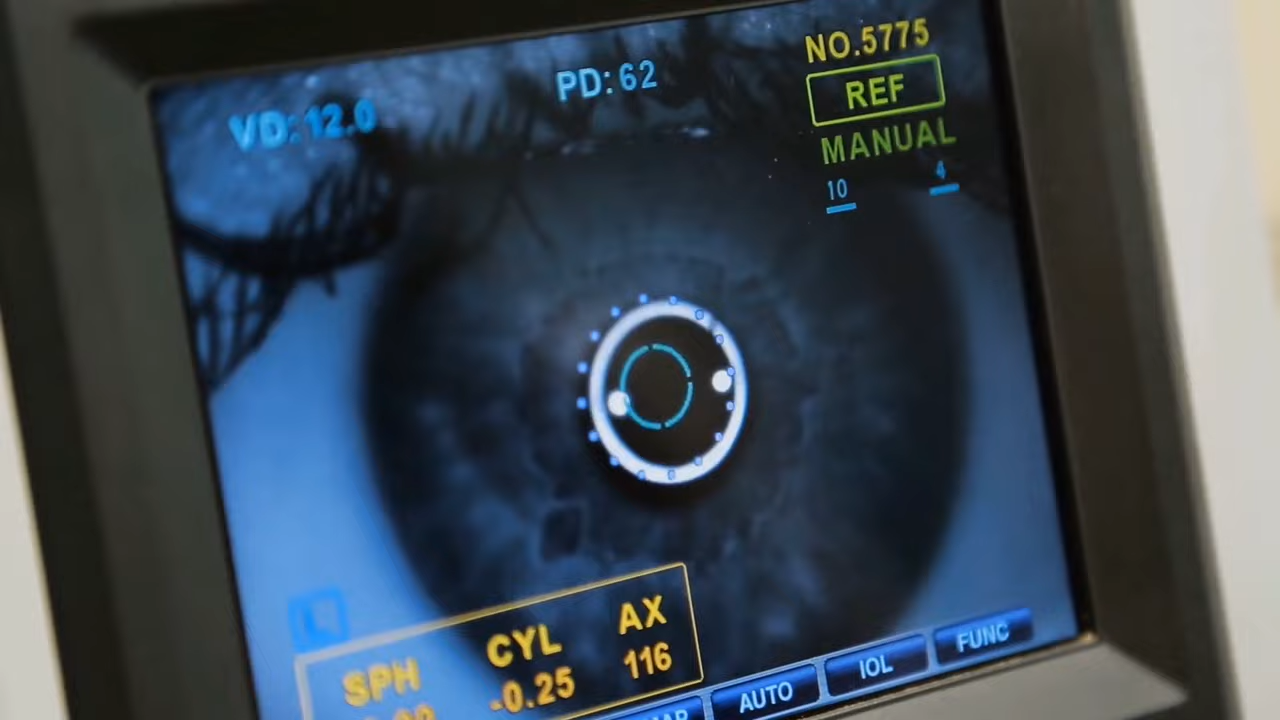 NO.5775
VD:12.0 PD:62
REF
MANUAL
10 4
L
SPH CYL AX
-0.25 116
AUTO IOL FUNC